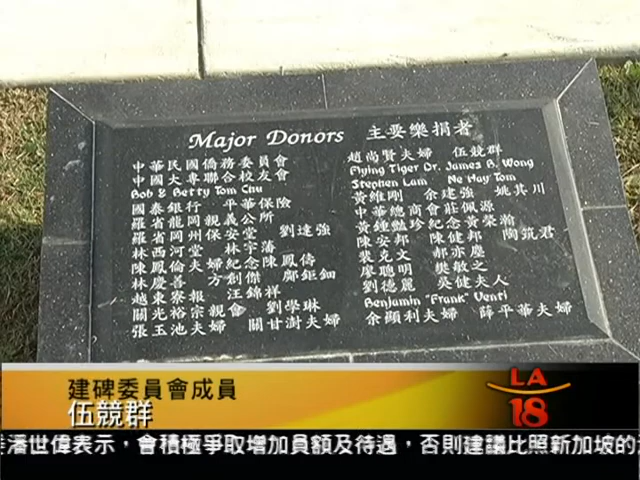 Major Donors 主要樂捐者
中華民國僑務委員會
中國大專聯合校友會
Bob & Betty Tom Chu
國泰銀行 平華保險
羅省龍岡親義公所
羅省岡州保安堂 劉達強
林西河堂 林宇藩
陳鳳倫夫婦紀念陳鳳儔
林慶善 方創傑 鄺鉅鈿
越柬寮報 汪錦祥
關光裕宗親會 劉學琳
張玉池夫婦 關甘澍夫婦
趙尚賢夫婦 伍競群
Flying Tiger Dr. James B. Wong
Stephen Lam Ne Huy Tom
黃維剛 余建強 姚其川
中華總商會莊佩源
黃鍾豔珍紀念黃榮瀚
陳安邦 陳健邦 陶筑君
裴克文 郝亦塵
廖聰明 樊敏之
劉德麗 吳健夫人
Benjamin "Frank" Venti
余顯利夫婦 薛平華夫婦
建碑委員會成員
伍競群
LA
18
潘世偉表示，會積極爭取增加員額及待遇，否則建議比照新加坡的